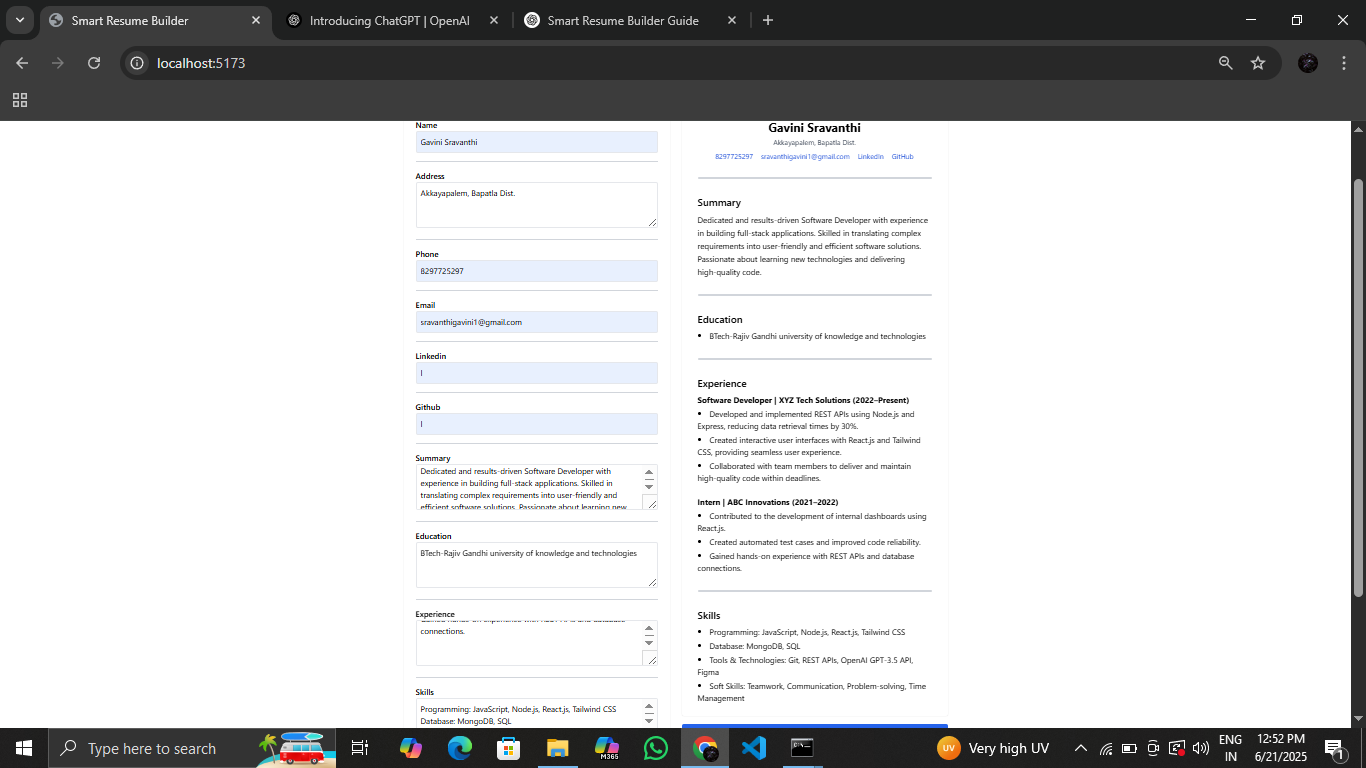 Smart Resume Builder
Introducing ChatGPT | OpenAI
Smart Resume Builder Guide
localhost:5173
Name
Gavini Sravanthi
Address
Akkayapalem, Bapatla Dist.
Phone
8297725297
Email
sravanthigavini1@gmail.com
Linkedin
l
Github
l
Summary
Dedicated and results-driven Software Developer with
experience in building full-stack applications. Skilled in
translating complex requirements into user-friendly and
efficient software solutions. Passionate about learning new
Education
BTech-Rajiv Gandhi university of knowledge and technologies
Experience
Gained hands-on experience with REST APIs and database
connections.
Skills
Programming: JavaScript, Node.js, React.js, Tailwind CSS
Database: MongoDB, SQL
Gavini Sravanthi
Akkayapalem, Bapatla Dist.
8297725297 sravanthigavini1@gmail.com LinkedIn GitHub
Summary
Dedicated and results-driven Software Developer with experience
in building full-stack applications. Skilled in translating complex
requirements into user-friendly and efficient software solutions.
Passionate about learning new technologies and delivering
high-quality code.
Education
• BTech-Rajiv Gandhi university of knowledge and technologies
Experience
Software Developer | XYZ Tech Solutions (2022–Present)
• Developed and implemented REST APIs using Node.js and
Express, reducing data retrieval times by 30%.
• Created interactive user interfaces with React.js and Tailwind
CSS, providing seamless user experience.
• Collaborated with team members to deliver and maintain
high-quality code within deadlines.
Intern | ABC Innovations (2021–2022)
• Contributed to the development of internal dashboards using
React.js.
• Created automated test cases and improved code reliability.
• Gained hands-on experience with REST APIs and database
connections.
Skills
• Programming: JavaScript, Node.js, React.js, Tailwind CSS
• Database: MongoDB, SQL
• Tools & Technologies: Git, REST APIs, OpenAI GPT-3.5 API,
Figma
• Soft Skills: Teamwork, Communication, Problem-solving, Time
Management
Type here to search
M365
UV
Very high UV
ENG
IN
12:52 PM
6/21/2025
1